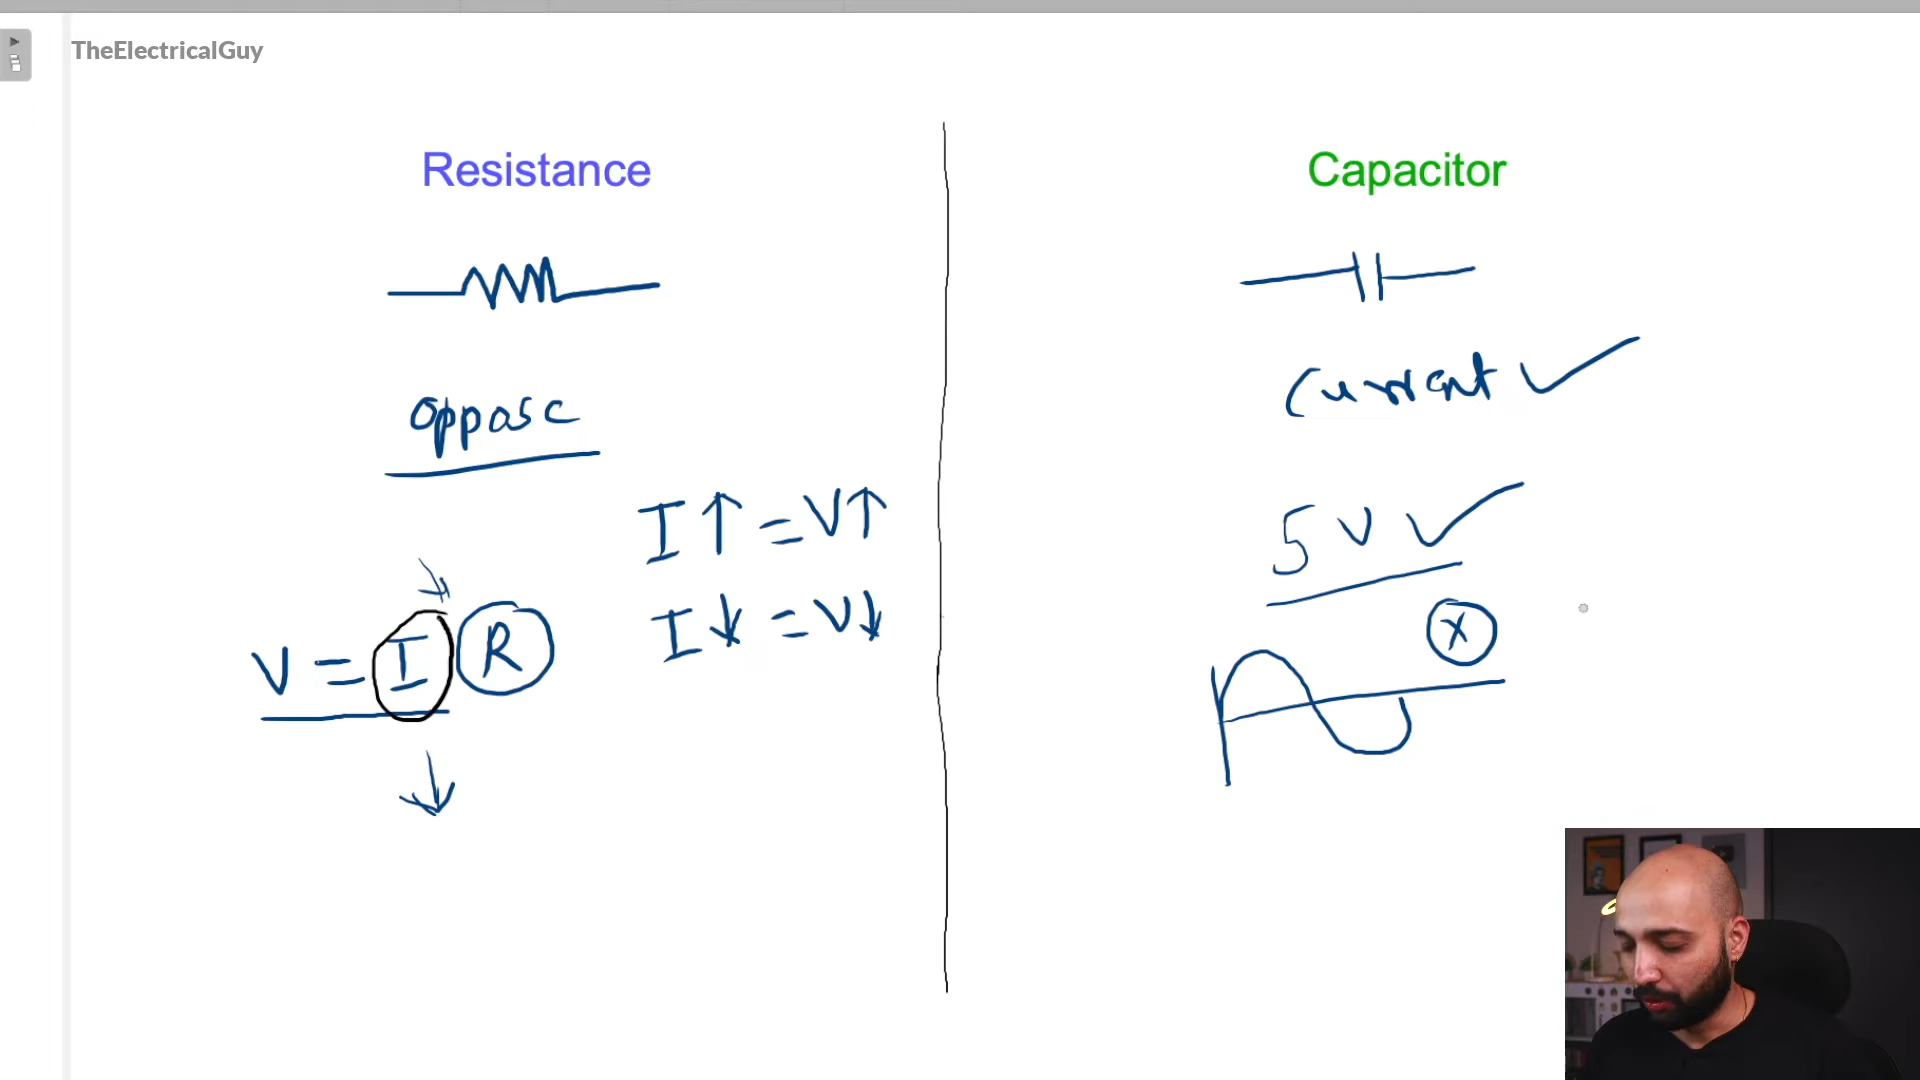 TheElectricalGuy
Resistance
oppose
I↑ = V↑
I↓ = V↓
V = I R
Capacitor
Current ✓
5 V ✓
X